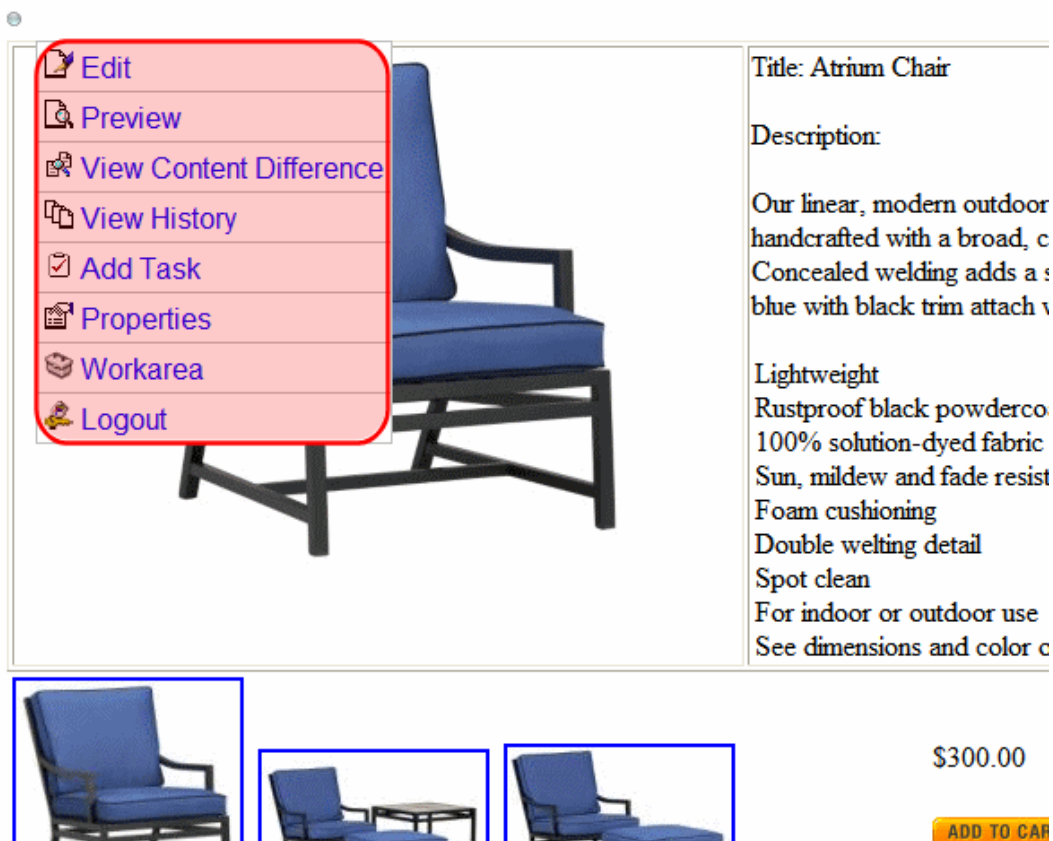 Edit
Preview
View Content Difference
View History
Add Task
Properties
Workarea
Logout
Title: Atrium Chair
Description:
Our linear, modern outdoor
handcrafted with a broad,
Concealed welding adds a
blue with black trim attach
Lightweight
Rustproof black
100% solution-dyed fabric
Sun, mildew and fade
Foam cushioning
Double welting detail
Spot clean
For indoor or outdoor use
See dimensions and color
$300.00
ADD TO